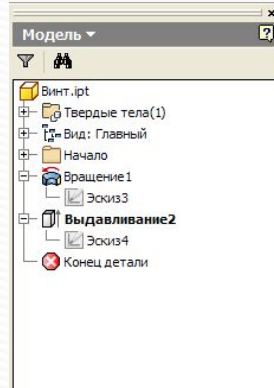 Модель
Винт.ipt
Твердые тела(1)
Вид: Главный
Начало
Вращение1
Эскиз3
Выдавливание2
Эскиз4
Конец детали